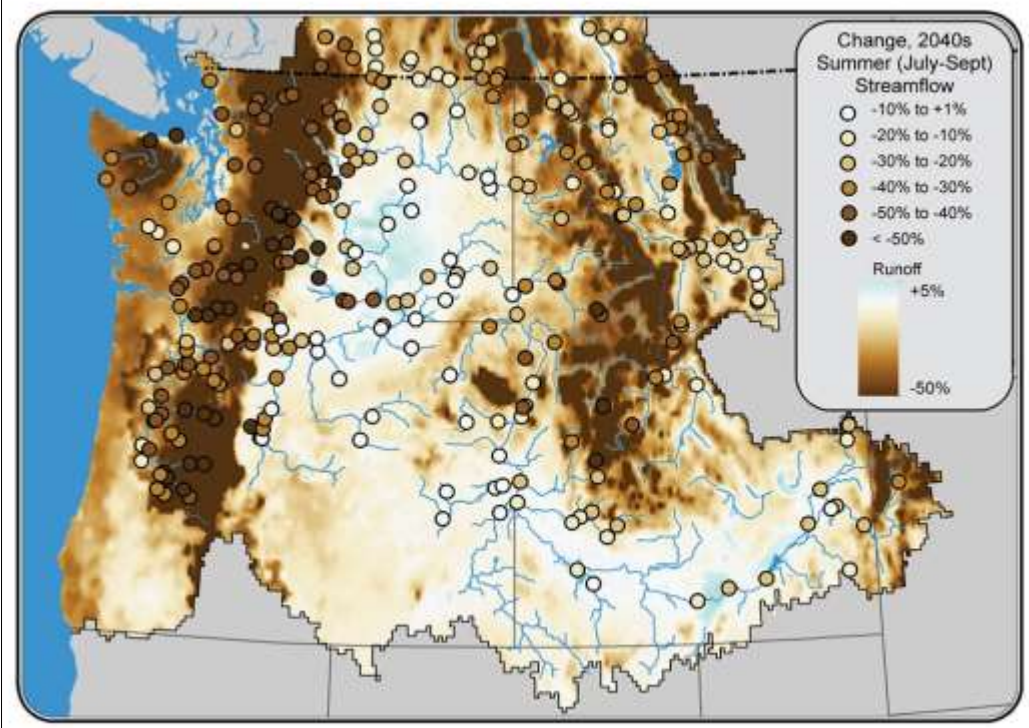 Change, 2040s
Summer (July-Sept)
Streamflow
-10% to +1%
-20% to -10%
-30% to -20%
-40% to -30%
-50% to -40%
< -50%
Runoff
+5%
-50%